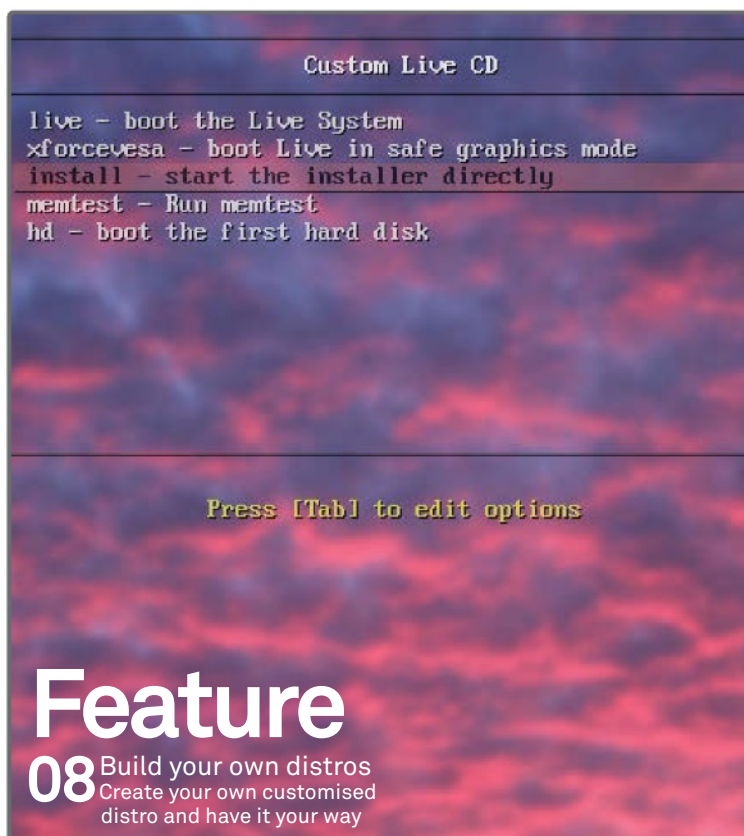 Custom Live CD
live - boot the Live System
xforcevesa - boot Live in safe graphics mode
install - start the installer directly
memtest - Run memtest
hd - boot the first hard disk
Press [Tab] to edit options
Feature
08 Build your own distros
Create your own customised
distro and have it your way